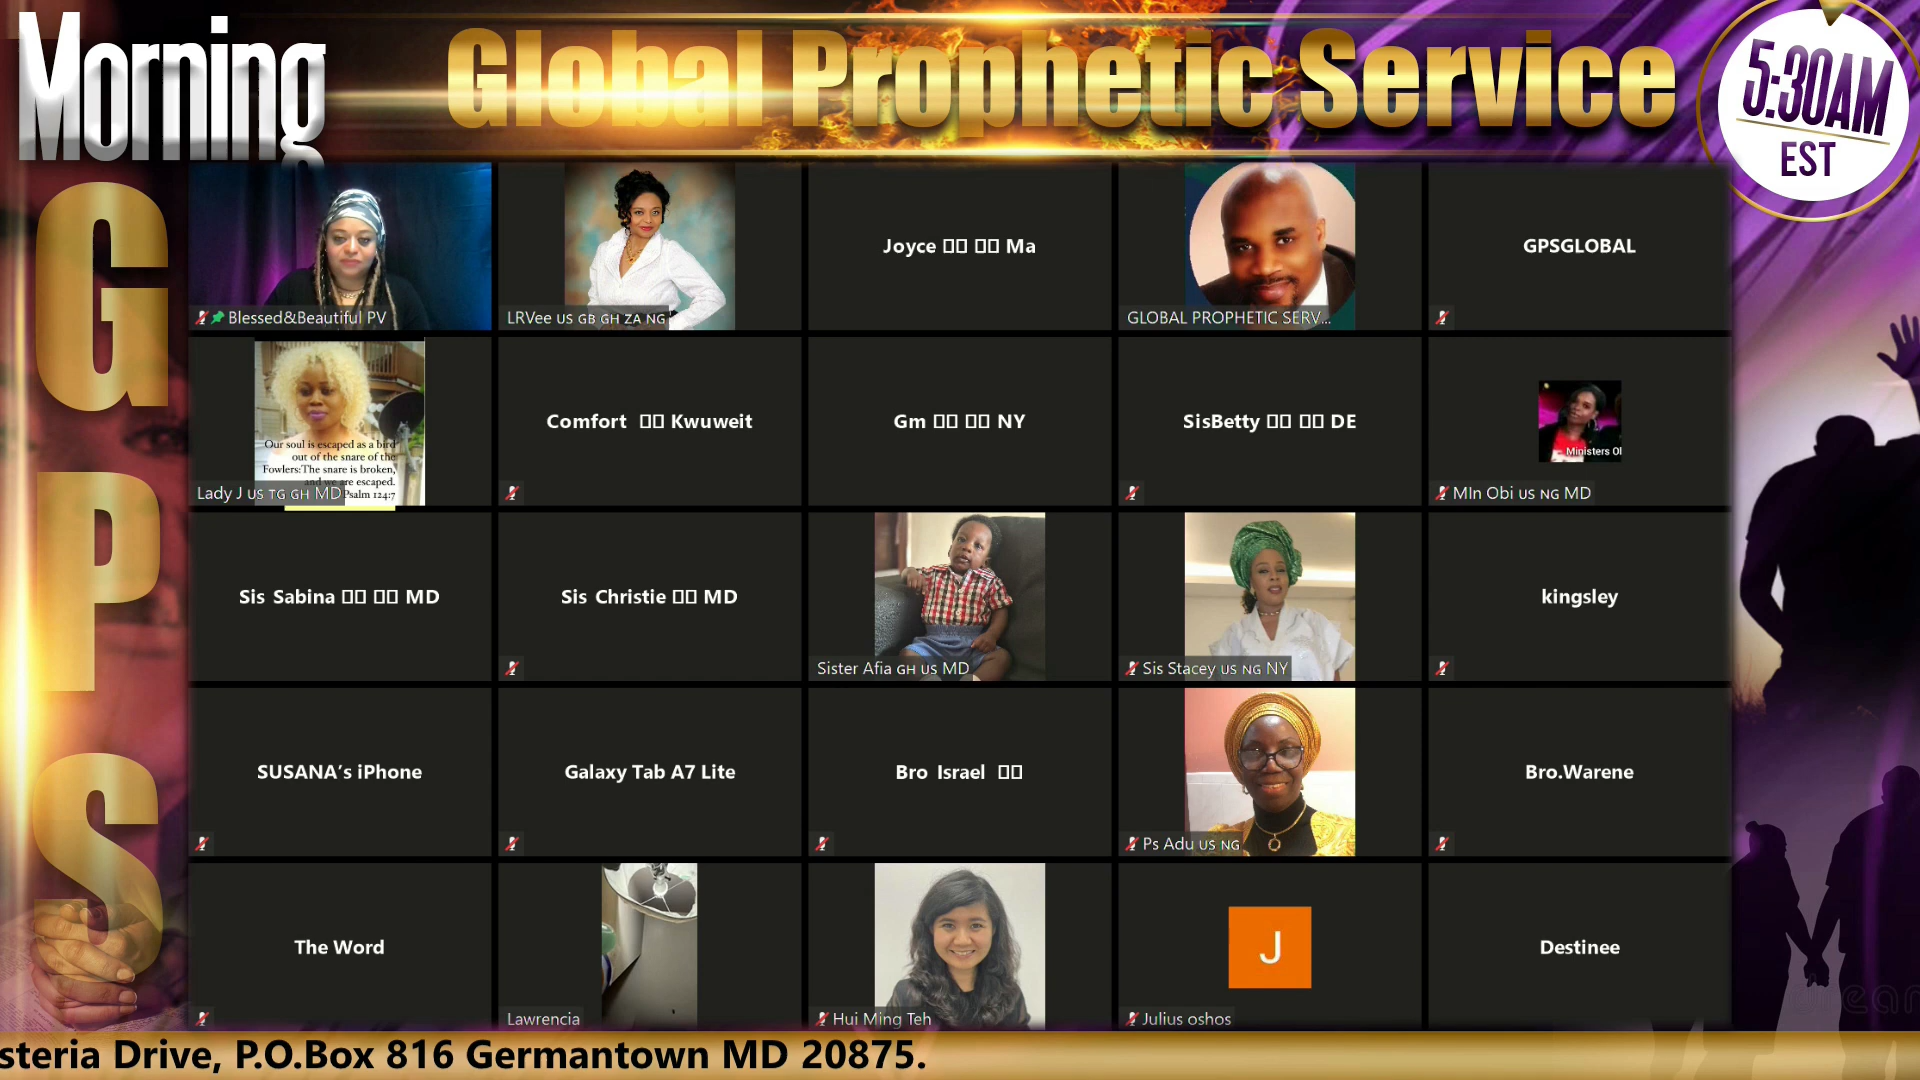 Morning
Global Prophetic Service
5:30AM
EST
GPS
Blessed&Beautiful PV
LRVee US GB GH ZA NG
Joyce Ma
GLOBAL PROPHETIC SERV...
GPSGLOBAL
Our soul is escaped as a bird
out of the snare of the
Fowlers:The snare is broken,
and we are escaped.
Psalm 124:7
Lady J US TG GH MD
Comfort Kwuweit
Gm NY
SisBetty DE
Ministers Ol
MIn Obi US NG MD
Sis Sabina MD
Sis Christie MD
Sister Afia GH US MD
Sis Stacey US NG NY
kingsley
SUSANA’s iPhone
Galaxy Tab A7 Lite
Bro Israel
Ps Adu US NG
Bro.Warene
The Word
Lawrencia
Hui Ming Teh
J
Julius oshos
Destinee
steria Drive, P.O.Box 816 Germantown MD 20875.